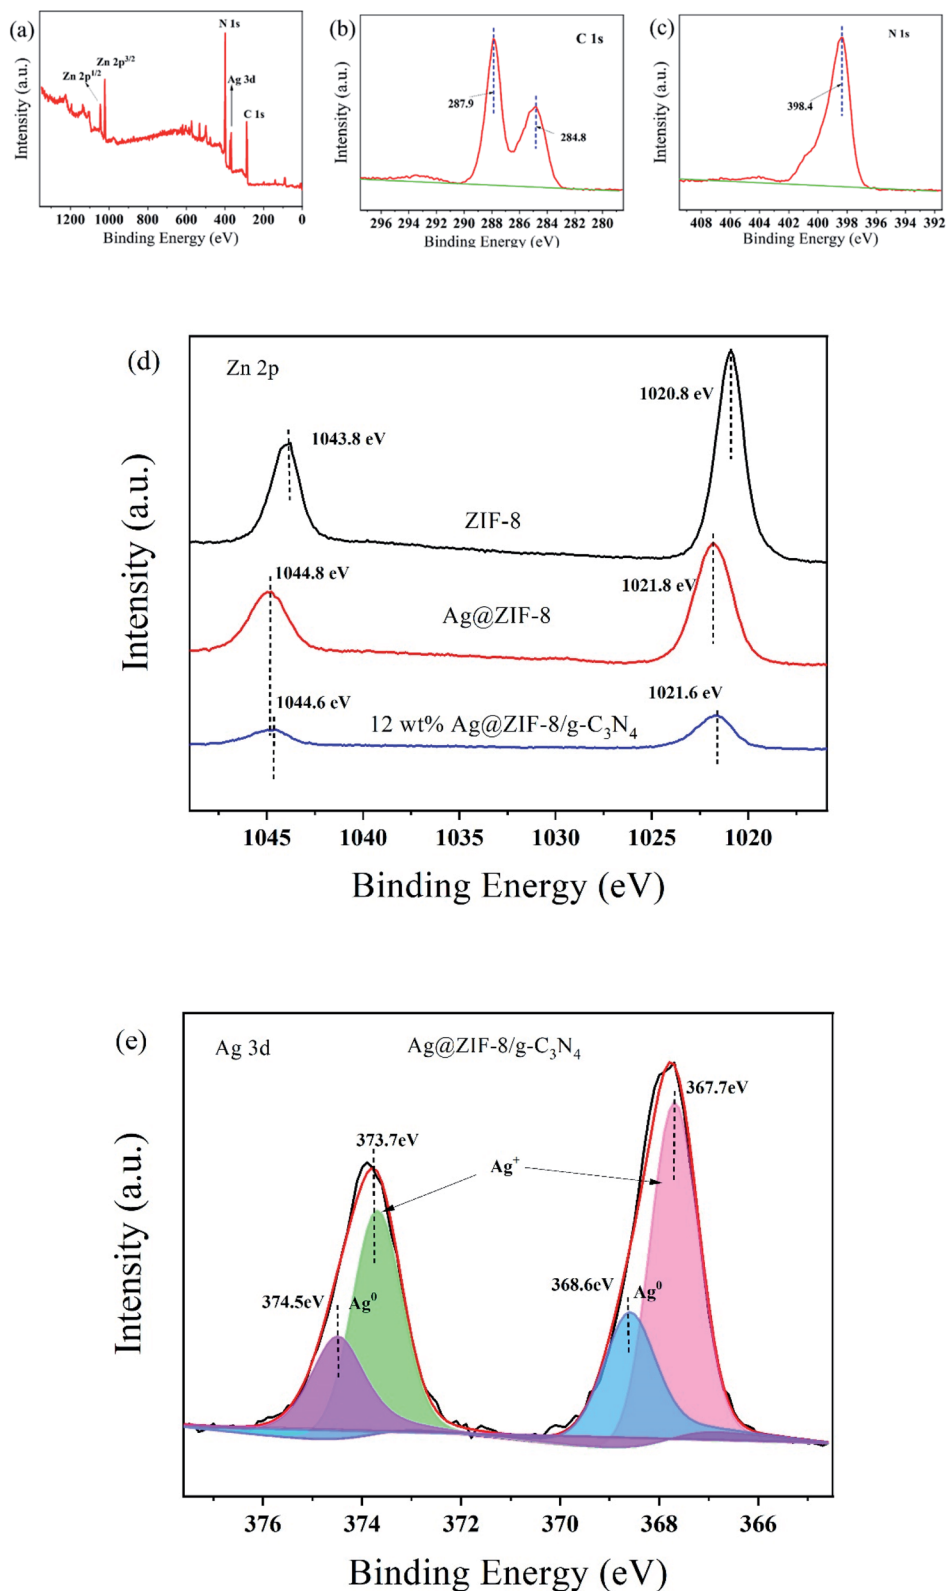 (a)
N 1s
Zn 2p3/2
Zn 2p1/2
Ag 3d
C 1s
Intensity (a.u.)
1200 1000 800 600 400 200 0
Binding Energy (eV)
(b)
C 1s
287.9
284.8
Intensity (a.u.)
296 294 292 290 288 286 284 282 280
Binding Energy (eV)
(c)
N 1s
398.4
Intensity (a.u.)
408 406 404 402 400 398 396 394 392
Binding Energy (eV)
(d)
Zn 2p
1020.8 eV
1043.8 eV
ZIF-8
1044.8 eV
1021.8 eV
Ag@ZIF-8
1044.6 eV
1021.6 eV
12 wt% Ag@ZIF-8/g-C3N4
Intensity (a.u.)
1045 1040 1035 1030 1025 1020
Binding Energy (eV)
(e)
Ag 3d
Ag@ZIF-8/g-C3N4
367.7eV
373.7eV
Ag+
368.6eV
Ag0
374.5eV
Ag0
Intensity (a.u.)
376 374 372 370 368 366
Binding Energy (eV)